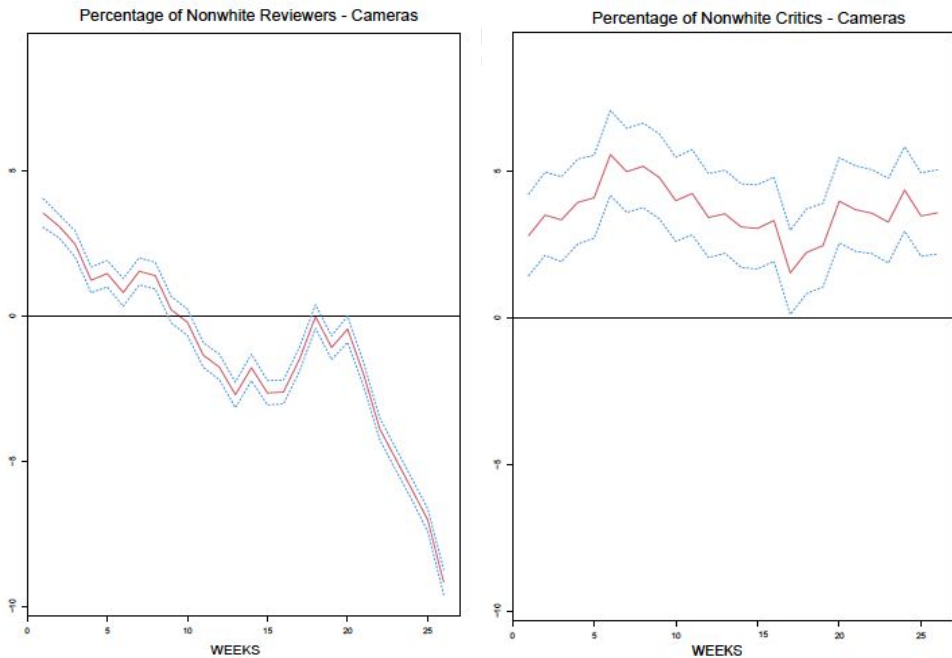 Percentage of Nonwhite Reviewers - Cameras
5
0
-5
-10
0 5 10 15 20 25
WEEKS
Percentage of Nonwhite Critics - Cameras
5
0
-5
-10
0 5 10 15 20 25
WEEKS